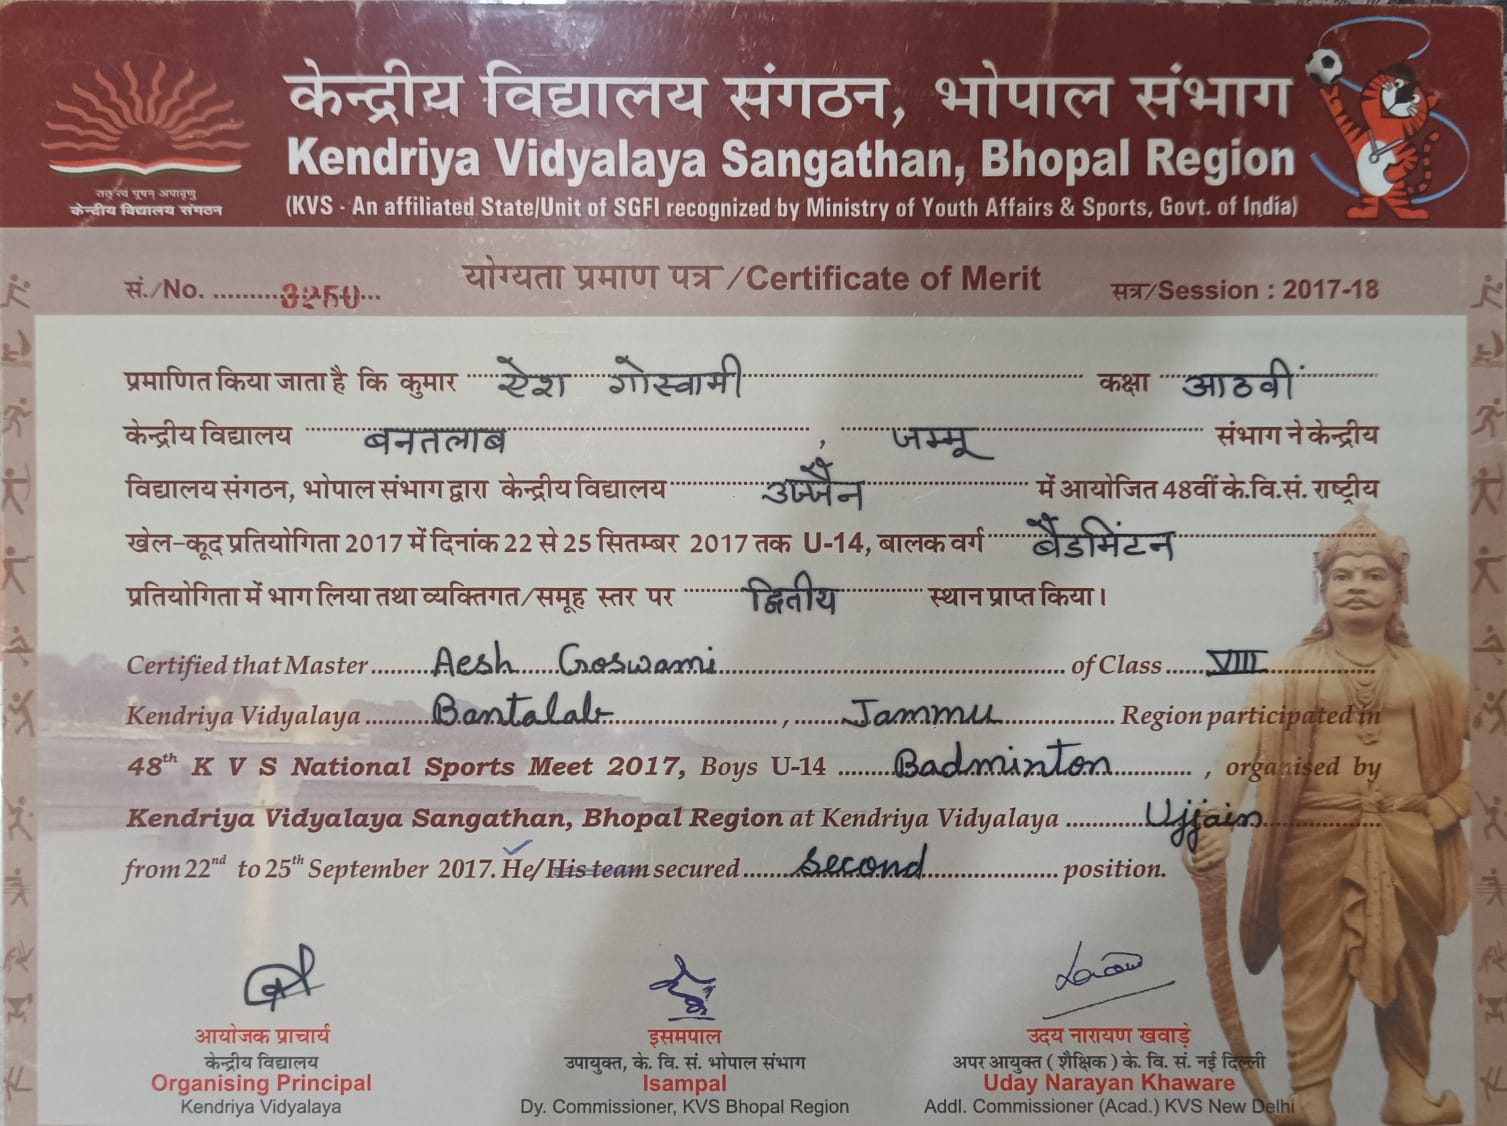 केन्द्रीय विद्यालय संगठन, भोपाल संभाग
Kendriya Vidyalaya Sangathan, Bhopal Region
(KVS - An affiliated State/Unit of SGFI recognized by Ministry of Youth Affairs & Sports, Govt. of India)
तत् त्वं पूषन् अपावृणु
केन्द्रीय विद्यालय संगठन
योग्यता प्रमाण पत्र / Certificate of Merit
सं./No. ..........
सत्र/Session : 2017-18
प्रमाणित किया जाता है कि कुमार ऐश गोस्वामी कक्षा आठवीं
केन्द्रीय विद्यालय बनतलाब, जम्मू संभाग ने केन्द्रीय
विद्यालय संगठन, भोपाल संभाग द्वारा केन्द्रीय विद्यालय उज्जैन में आयोजित 48वीं के.वि.सं. राष्ट्रीय
खेल-कूद प्रतियोगिता 2017 में दिनांक 22 से 25 सितम्बर 2017 तक U-14, बालक वर्ग बैडमिंटन
प्रतियोगिता में भाग लिया तथा व्यक्तिगत/समूह स्तर पर द्वितीय स्थान प्राप्त किया।
Certified that Master Aesh Goswami of Class VIII
Kendriya Vidyalaya Bantalab, Jammu Region participated in
48th K V S National Sports Meet 2017, Boys U-14 Badminton, organised by
Kendriya Vidyalaya Sangathan, Bhopal Region at Kendriya Vidyalaya Ujjain
from 22nd to 25th September 2017. He/ His team secured second position.
आयोजक प्राचार्य
केन्द्रीय विद्यालय
Organising Principal
Kendriya Vidyalaya
इसमपाल
उपायुक्त, के. वि. सं. भोपाल संभाग
Isampal
Dy. Commissioner, KVS Bhopal Region
उदय नारायण खवाड़े
अपर आयुक्त ( शैक्षिक ) के. वि. सं. नई दिल्ली
Uday Narayan Khaware
Addl. Commissioner (Acad.) KVS New Delhi